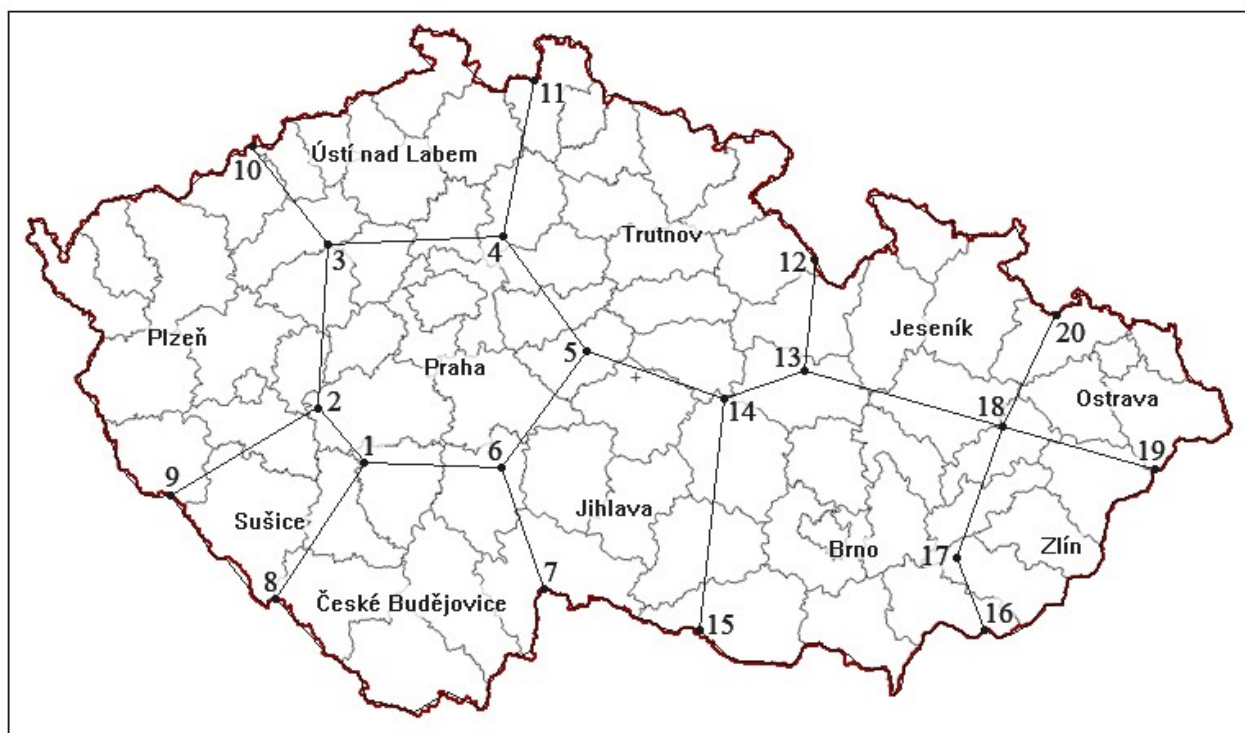 11
10
Ústí nad Labem
Trutnov
4
3
12
20
Plzeň
Jeseník
Praha
5
13
2
14
18
Ostrava
1
6
19
9
Sušice
Jihlava
Brno
17
Zlín
8
České Budějovice
7
15
16